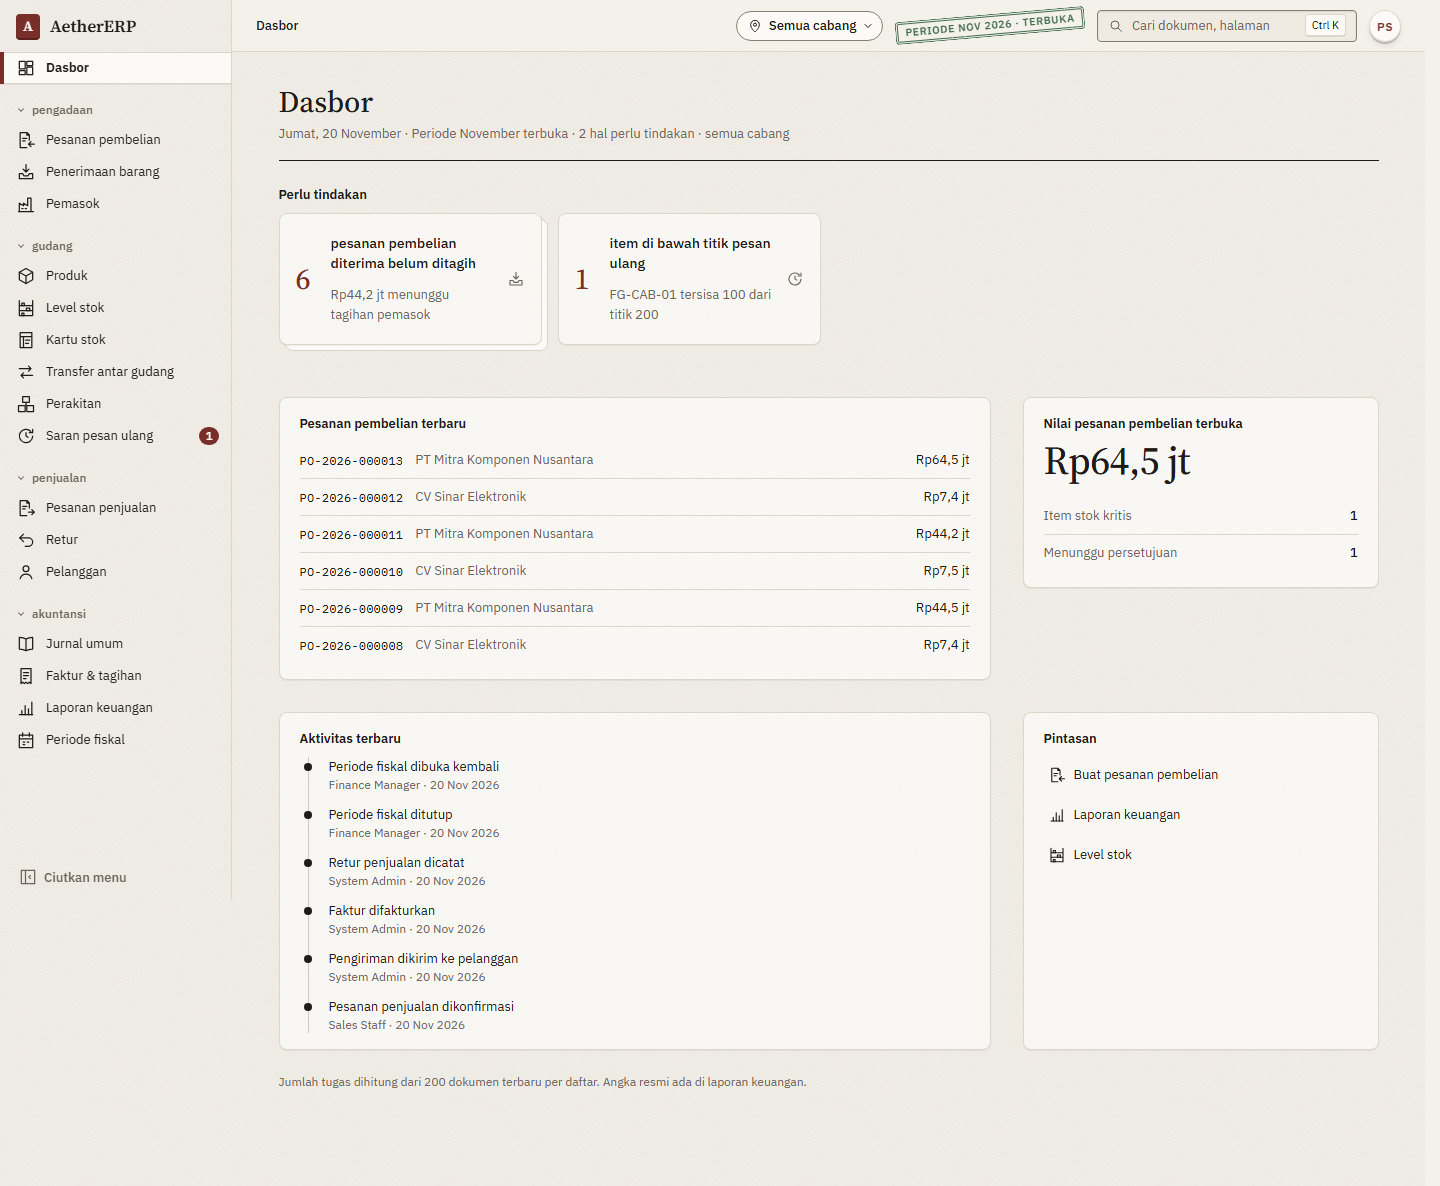 A AetherERP
Dasbor
Semua cabang
PERIODE NOV 2026 · TERBUKA
Cari dokumen, halaman
Ctrl K
PS
Dasbor
pengadaan
Pesanan pembelian
Penerimaan barang
Pemasok
gudang
Produk
Level stok
Kartu stok
Transfer antar gudang
Perakitan
Saran pesan ulang 1
penjualan
Pesanan penjualan
Retur
Pelanggan
akuntansi
Jurnal umum
Faktur & tagihan
Laporan keuangan
Periode fiskal
Ciutkan menu
Dasbor
Jumat, 20 November · Periode November terbuka · 2 hal perlu tindakan · semua cabang
Perlu tindakan
6
pesanan pembelian
diterima belum ditagih
Rp44,2 jt menunggu
tagihan pemasok
1
item di bawah titik pesan
ulang
FG-CAB-01 tersisa 100 dari
titik 200
Pesanan pembelian terbaru
PO-2026-000013 PT Mitra Komponen Nusantara Rp64,5 jt
PO-2026-000012 CV Sinar Elektronik Rp7,4 jt
PO-2026-000011 PT Mitra Komponen Nusantara Rp44,2 jt
PO-2026-000010 CV Sinar Elektronik Rp7,5 jt
PO-2026-000009 PT Mitra Komponen Nusantara Rp44,5 jt
PO-2026-000008 CV Sinar Elektronik Rp7,4 jt
Nilai pesanan pembelian terbuka
Rp64,5 jt
Item stok kritis 1
Menunggu persetujuan 1
Aktivitas terbaru
Periode fiskal dibuka kembali
Finance Manager · 20 Nov 2026
Periode fiskal ditutup
Finance Manager · 20 Nov 2026
Retur penjualan dicatat
System Admin · 20 Nov 2026
Faktur difakturkan
System Admin · 20 Nov 2026
Pengiriman dikirim ke pelanggan
System Admin · 20 Nov 2026
Pesanan penjualan dikonfirmasi
Sales Staff · 20 Nov 2026
Pintasan
Buat pesanan pembelian
Laporan keuangan
Level stok
Jumlah tugas dihitung dari 200 dokumen terbaru per daftar. Angka resmi ada di laporan keuangan.